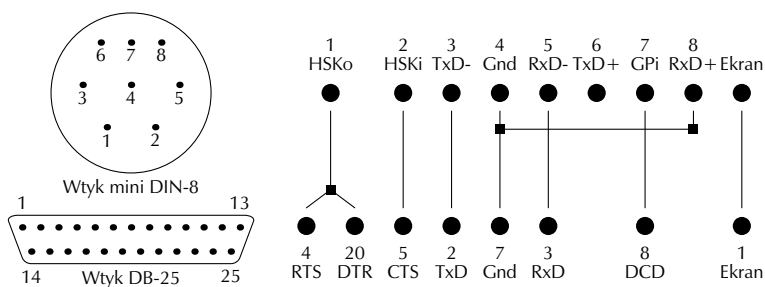 6 7 8
3 4 5
1 2
Wtyk mini DIN-8
1 13
14 Wtyk DB-25 25
1 2 3 4 5 6 7 8
HSKo HSKi TxD- Gnd RxD- TxD+ GPi RxD+ Ekran
4 20 5 2 7 3 8 1
RTS DTR CTS TxD Gnd RxD DCD Ekran